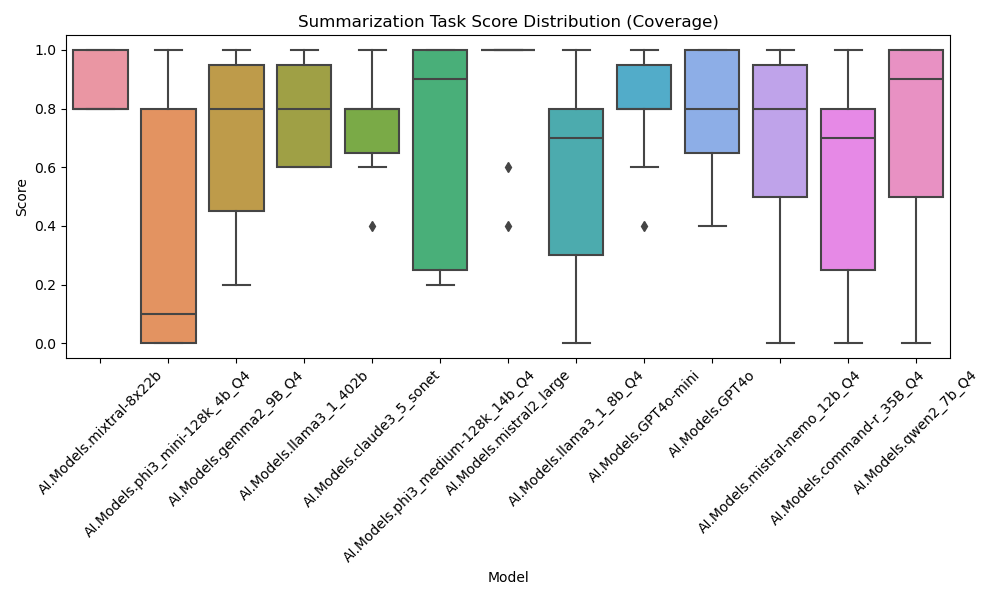 Summarization Task Score Distribution (Coverage)
1.0
0.8
0.6
0.4
0.2
0.0
Score
AI.Models.mixtral-8x22b
AI.Models.phi3_mini-128k_4b_Q4
AI.Models.gemma2_9B_Q4
AI.Models.llama3_1_402b
AI.Models.claude3_5_sonet
AI.Models.phi3_medium-128k_14b_Q4
AI.Models.mistral2_large
AI.Models.llama3_1_8b_Q4
AI.Models.GPT4o-mini
AI.Models.GPT4o
AI.Models.mistral-nemo_12b_Q4
AI.Models.command-r_35B_Q4
AI.Models.qwen2_7b_Q4
Model